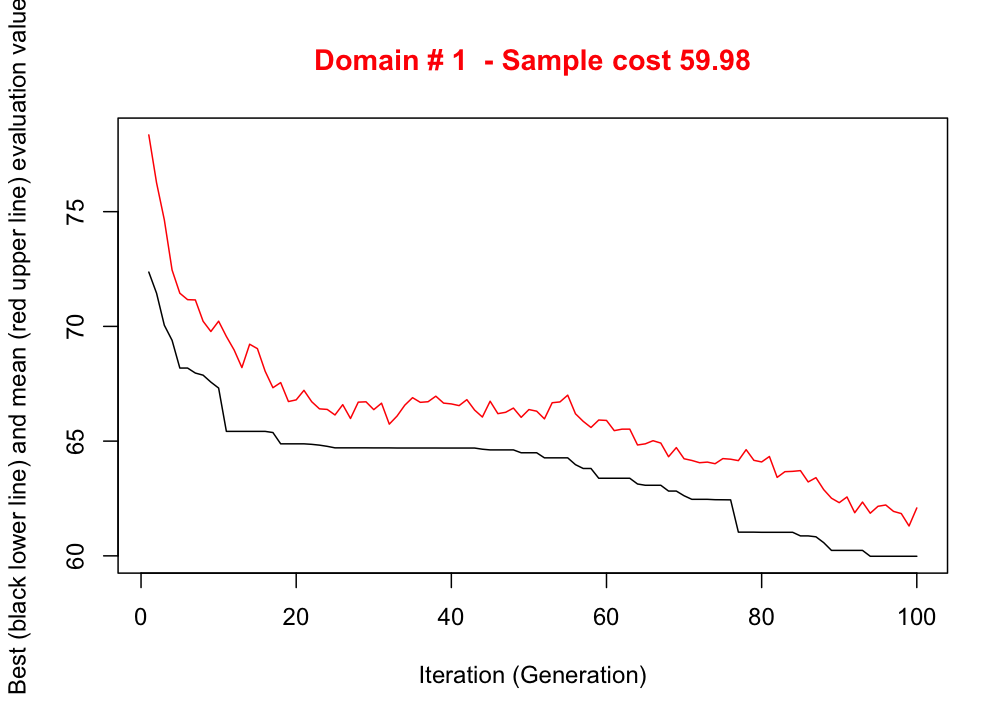 Domain # 1  - Sample cost 59.98
Best (black lower line) and mean (red upper line) evaluation value
75
70
65
60
0 20 40 60 80 100
Iteration (Generation)